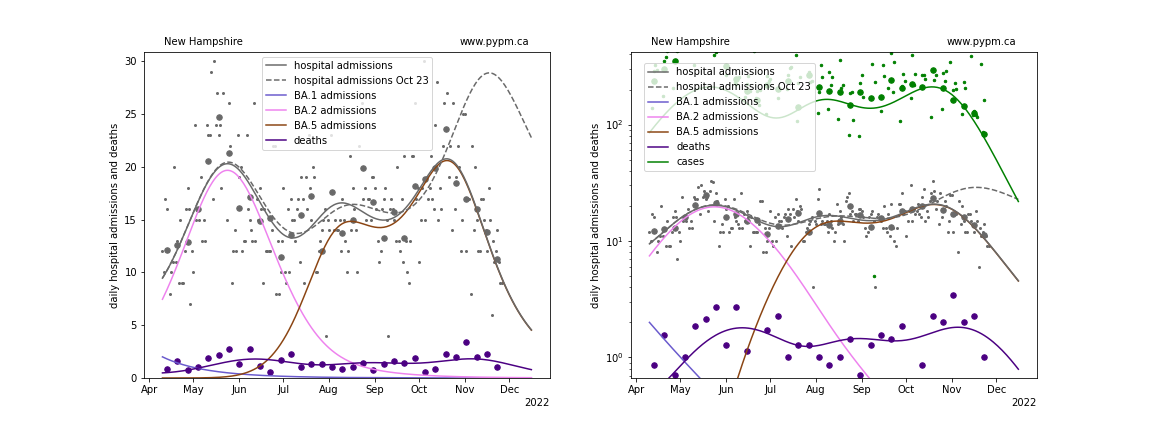 New Hampshire www.pypm.ca
daily hospital admissions and deaths
30
25
20
15
10
5
0
hospital admissions
hospital admissions Oct 23
BA.1 admissions
BA.2 admissions
BA.5 admissions
deaths
Apr May Jun Jul Aug Sep Oct Nov Dec
2022
New Hampshire www.pypm.ca
daily hospital admissions and deaths
10²
10¹
10⁰
hospital admissions
hospital admissions Oct 23
BA.1 admissions
BA.2 admissions
BA.5 admissions
deaths
cases
Apr May Jun Jul Aug Sep Oct Nov Dec
2022